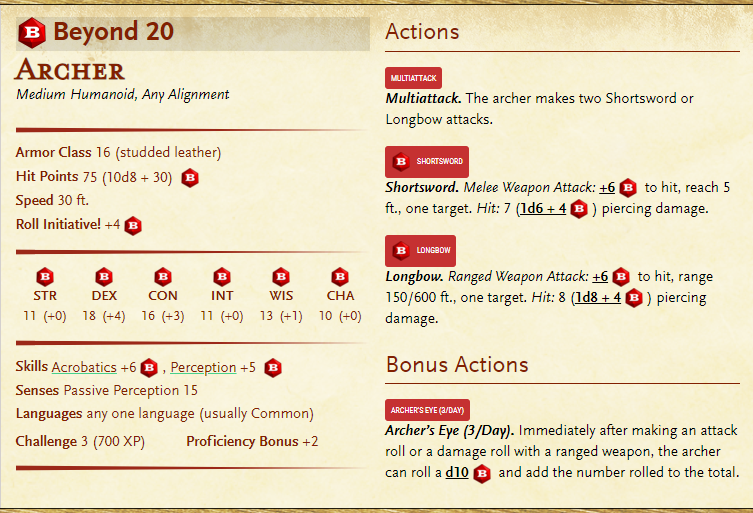 Beyond 20
Archer
Medium Humanoid, Any Alignment
Armor Class 16 (studded leather)
Hit Points 75 (10d8 + 30)
Speed 30 ft.
Roll Initiative! +4
STR DEX CON INT WIS CHA
11 (+0) 18 (+4) 16 (+3) 11 (+0) 13 (+1) 10 (+0)
Skills Acrobatics +6 , Perception +5
Senses Passive Perception 15
Languages any one language (usually Common)
Challenge 3 (700 XP) Proficiency Bonus +2
Actions
MULTIATTACK
Multiattack. The archer makes two Shortsword or
Longbow attacks.
SHORTSWORD
Shortsword. Melee Weapon Attack: +6 to hit, reach 5
ft., one target. Hit: 7 (1d6 + 4 ) piercing damage.
LONGBOW
Longbow. Ranged Weapon Attack: +6 to hit, range
150/600 ft., one target. Hit: 8 (1d8 + 4 ) piercing
damage.
Bonus Actions
ARCHER'S EYE (3/DAY)
Archer's Eye (3/Day). Immediately after making an attack
roll or a damage roll with a ranged weapon, the archer
can roll a d10 and add the number rolled to the total.